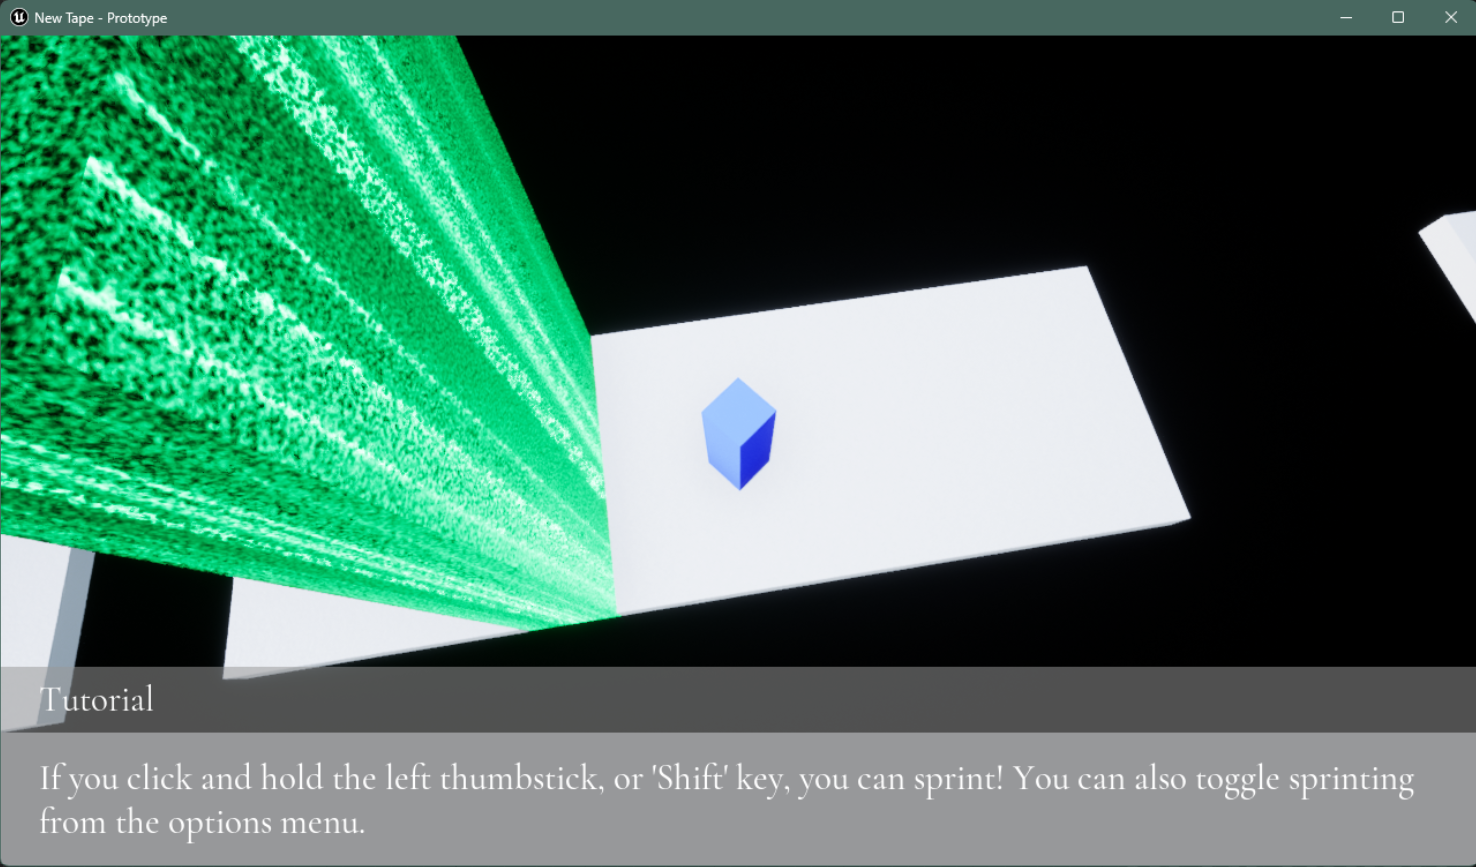 New Tape - Prototype
Tutorial
If you click and hold the left thumbstick, or 'Shift' key, you can sprint! You can also toggle sprinting
from the options menu.